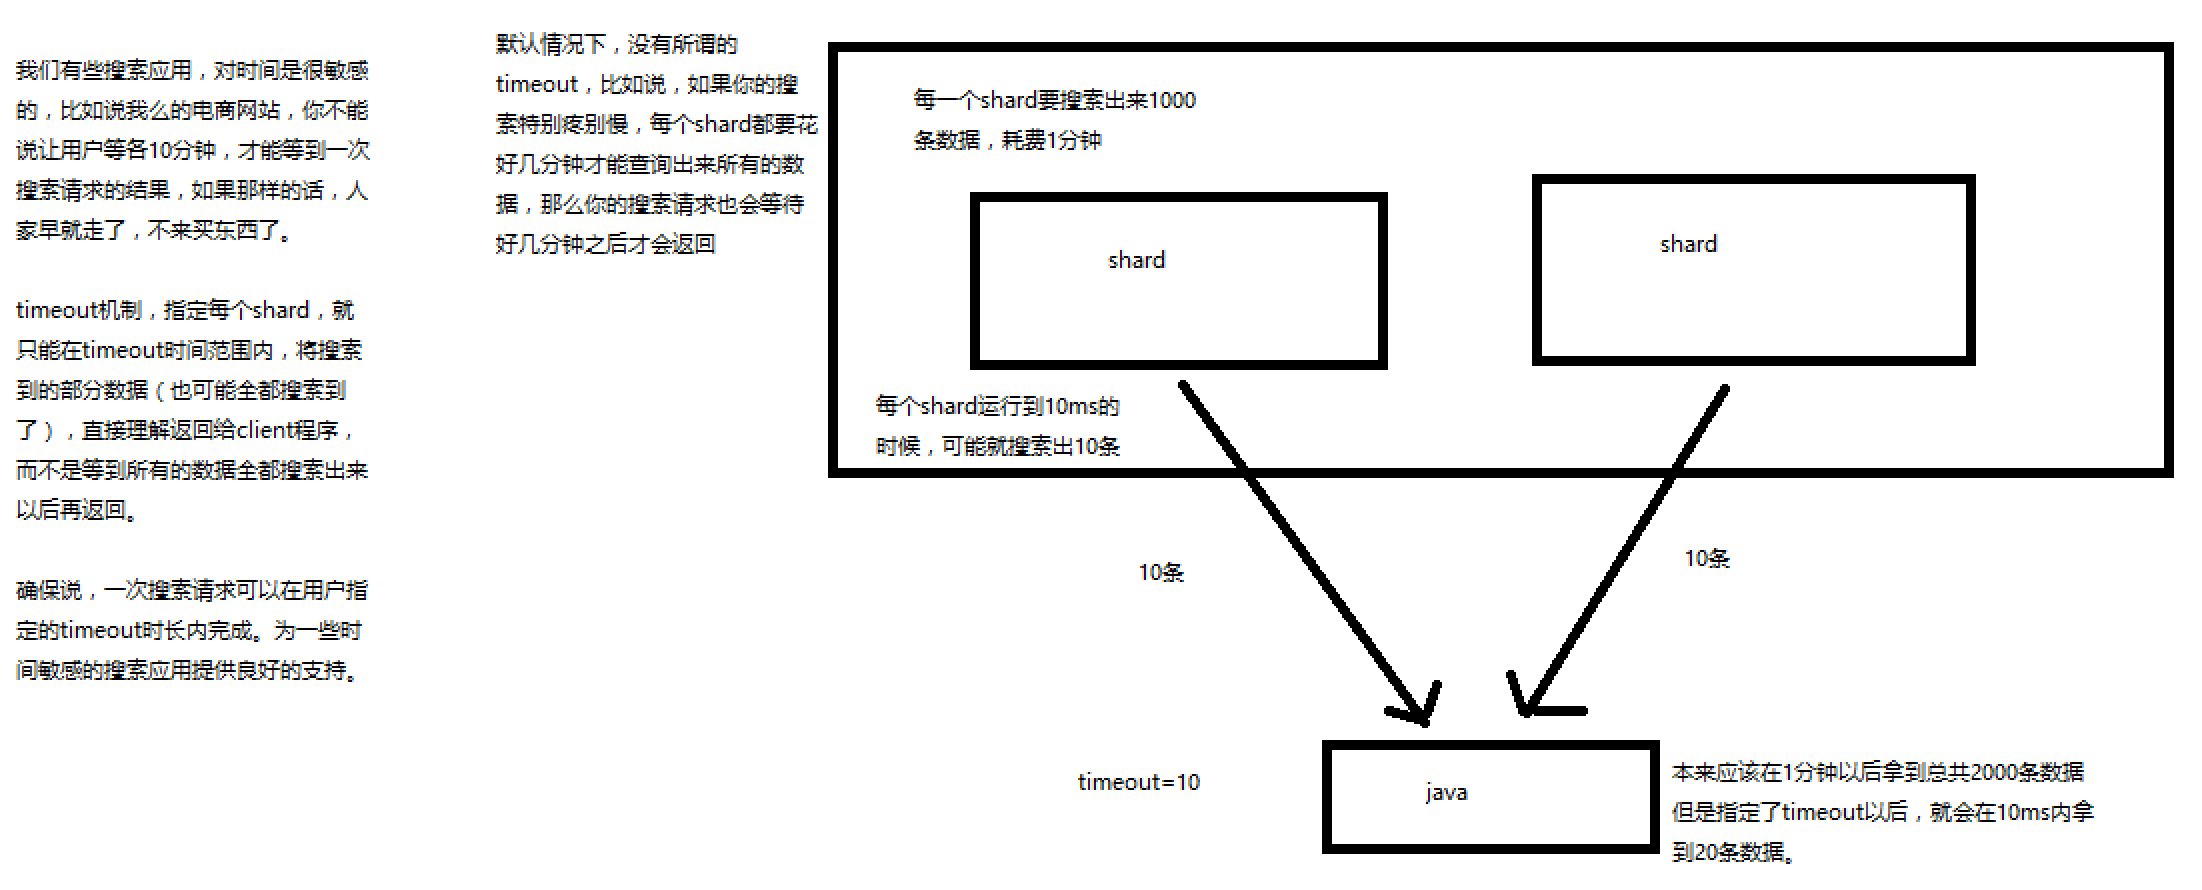 我们有些搜索应用，对时间是很敏感
的，比如说我么的电商网站，你不能
说让用户等各10分钟，才能等到一次
搜索请求的结果，如果那样的话，人
家早就走了，不来买东西了。
timeout机制，指定每个shard，就
只能在timeout时间范围内，将搜索
到的部分数据（也可能全都搜索到
了），直接理解返回给client程序，
而不是等到所有的数据全都搜索出来
以后再返回。
确保说，一次搜索请求可以在用户指
定的timeout时长内完成。为一些时
间敏感的搜索应用提供良好的支持。
默认情况下，没有所谓的
timeout，比如说，如果你的搜
索特别疼别慢，每个shard都要花
好几分钟才能查询出来所有的数
据，那么你的搜索请求也会等待
好几分钟之后才会返回
每一个shard要搜索出来1000
条数据，耗费1分钟
shard
shard
每个shard运行到10ms的
时候，可能就搜索出10条
10条
10条
timeout=10
java
本来应该在1分钟以后拿到总共2000条数据
但是指定了timeout以后，就会在10ms内拿
到20条数据。